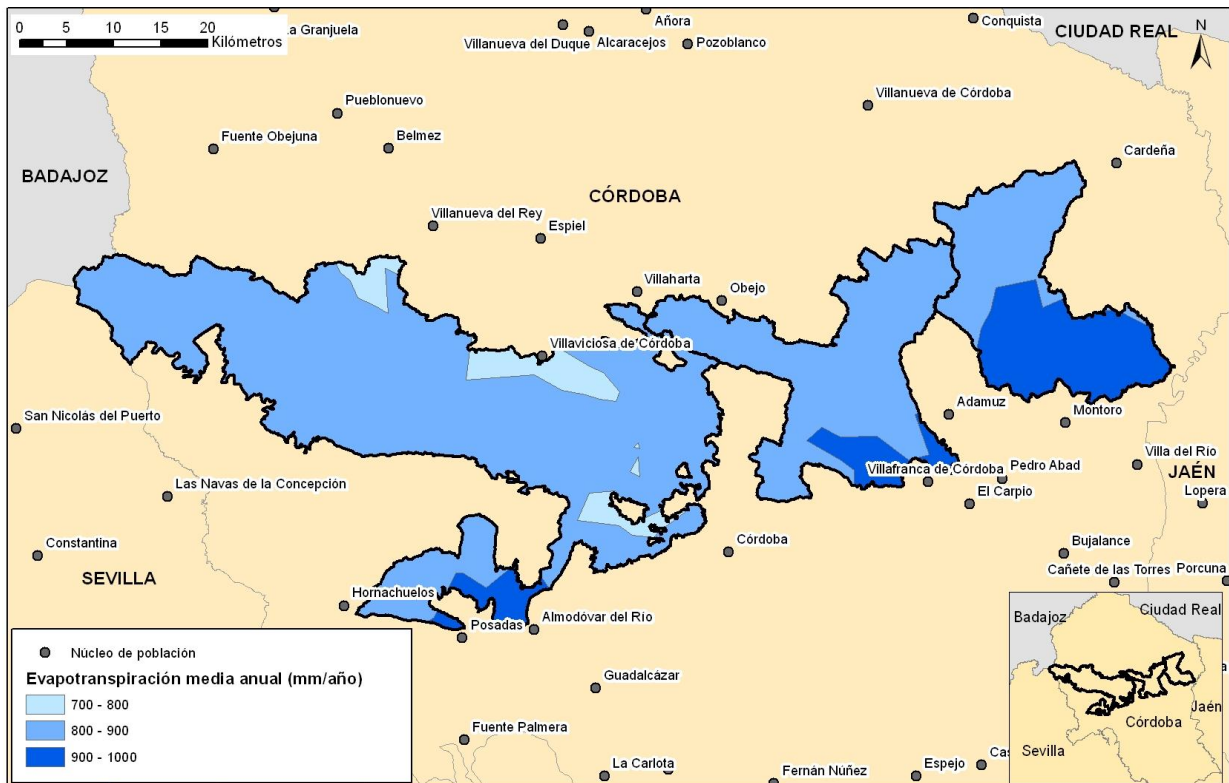 0 5 10 15 20
Kilómetros
La Granjuela
Añora
Villanueva del Duque
Alcaracejos
Pozoblanco
Conquista
CIUDAD REAL
N
Pueblonuevo
Villanueva de Córdoba
Fuente Obejuna
Belmez
Cardeña
BADAJOZ
CÓRDOBA
Villanueva del Rey
Espiel
Villaharta
Obejo
Villaviciosa de Córdoba
San Nicolás del Puerto
Adamuz
Montoro
Villa del Río
JAÉN
Las Navas de la Concepción
Villafranca de Córdoba
Pedro Abad
El Carpio
Lopera
Constantina
Córdoba
Bujalance
SEVILLA
Cañete de las Torres
Porcuna
Hornachuelos
Almodóvar del Río
Posadas
Guadalcázar
Fuente Palmera
La Carlota
Fernán Núñez
Espejo
Núcleo de población
Evapotranspiración media anual (mm/año)
700 - 800
800 - 900
900 - 1000
Badajoz
Ciudad Real
Jaén
Córdoba
Sevilla